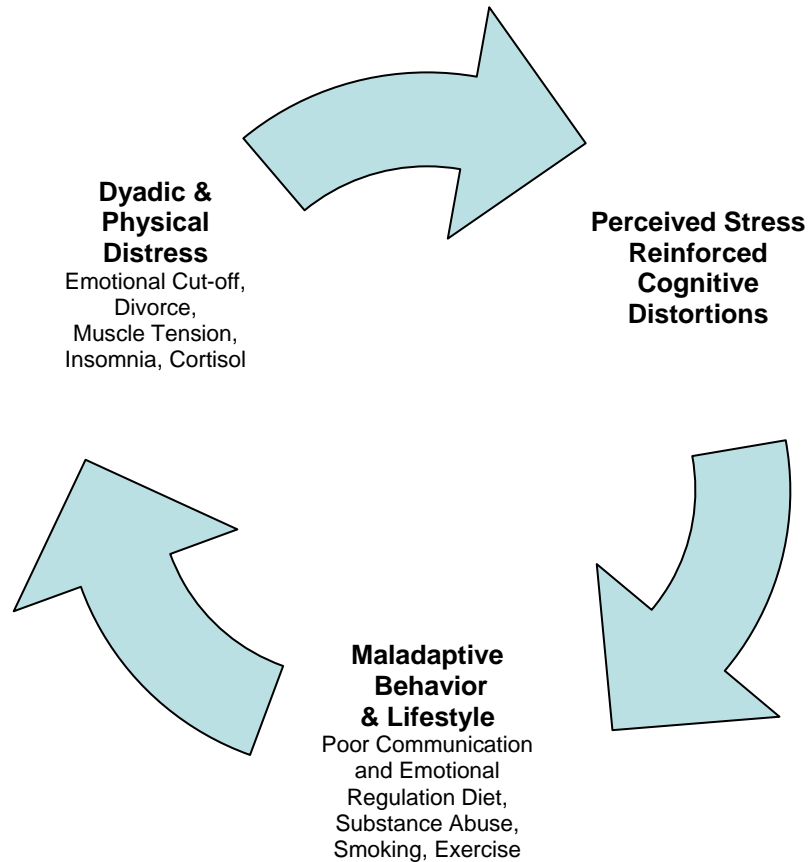 Dyadic &
Physical
Distress
Emotional Cut-off,
Divorce,
Muscle Tension,
Insomnia, Cortisol
Perceived Stress
Reinforced
Cognitive
Distortions
Maladaptive
Behavior
& Lifestyle
Poor Communication
and Emotional
Regulation Diet,
Substance Abuse,
Smoking, Exercise